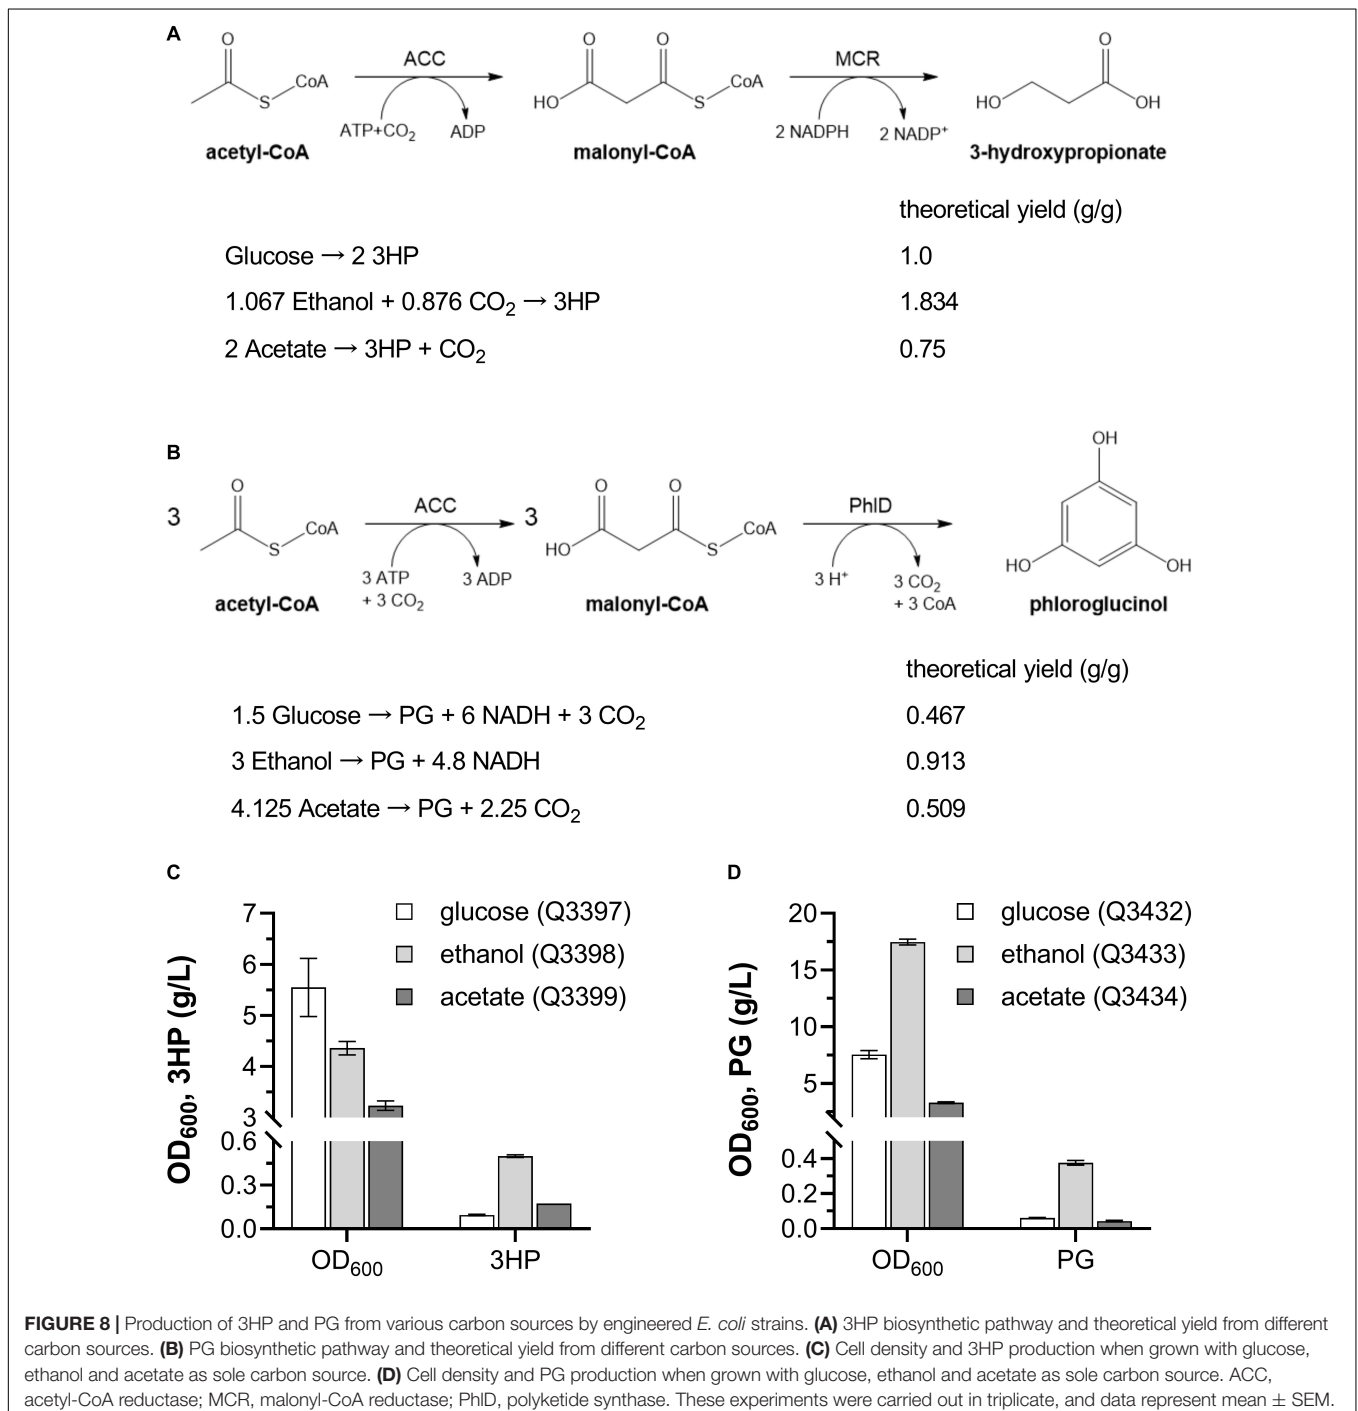 A
O
O
O
O
ACC
MCR
CoA
CoA
S
HO
S
HO
OH
ATP+CO₂
ADP
2 NADPH
2 NADP⁺
acetyl-CoA
malonyl-CoA
3-hydroxypropionate
theoretical yield (g/g)
Glucose → 2 3HP 1.0
1.067 Ethanol + 0.876 CO₂ → 3HP 1.834
2 Acetate → 3HP + CO₂ 0.75
B
OH
O
O
O
3
ACC
3
PhlD
CoA
CoA
S
HO
S
HO
OH
3 ATP
+ 3 CO₂
3 ADP
3 H⁺
3 CO₂
+ 3 CoA
acetyl-CoA
malonyl-CoA
phloroglucinol
theoretical yield (g/g)
1.5 Glucose → PG + 6 NADH + 3 CO₂ 0.467
3 Ethanol → PG + 4.8 NADH 0.913
4.125 Acetate → PG + 2.25 CO₂ 0.509
C
OD₆₀₀, 3HP (g/L)
7
6
5
4
3
0.6
0.3
0.0
glucose (Q3397)
ethanol (Q3398)
acetate (Q3399)
OD₆₀₀
3HP
D
OD₆₀₀, PG (g/L)
20
15
10
5
0.4
0.2
0.0
glucose (Q3432)
ethanol (Q3433)
acetate (Q3434)
OD₆₀₀
PG
FIGURE 8 | Production of 3HP and PG from various carbon sources by engineered E. coli strains. (A) 3HP biosynthetic pathway and theoretical yield from different
carbon sources. (B) PG biosynthetic pathway and theoretical yield from different carbon sources. (C) Cell density and 3HP production when grown with glucose,
ethanol and acetate as sole carbon source. (D) Cell density and PG production when grown with glucose, ethanol and acetate as sole carbon source. ACC,
acetyl-CoA reductase; MCR, malonyl-CoA reductase; PhlD, polyketide synthase. These experiments were carried out in triplicate, and data represent mean ± SEM.